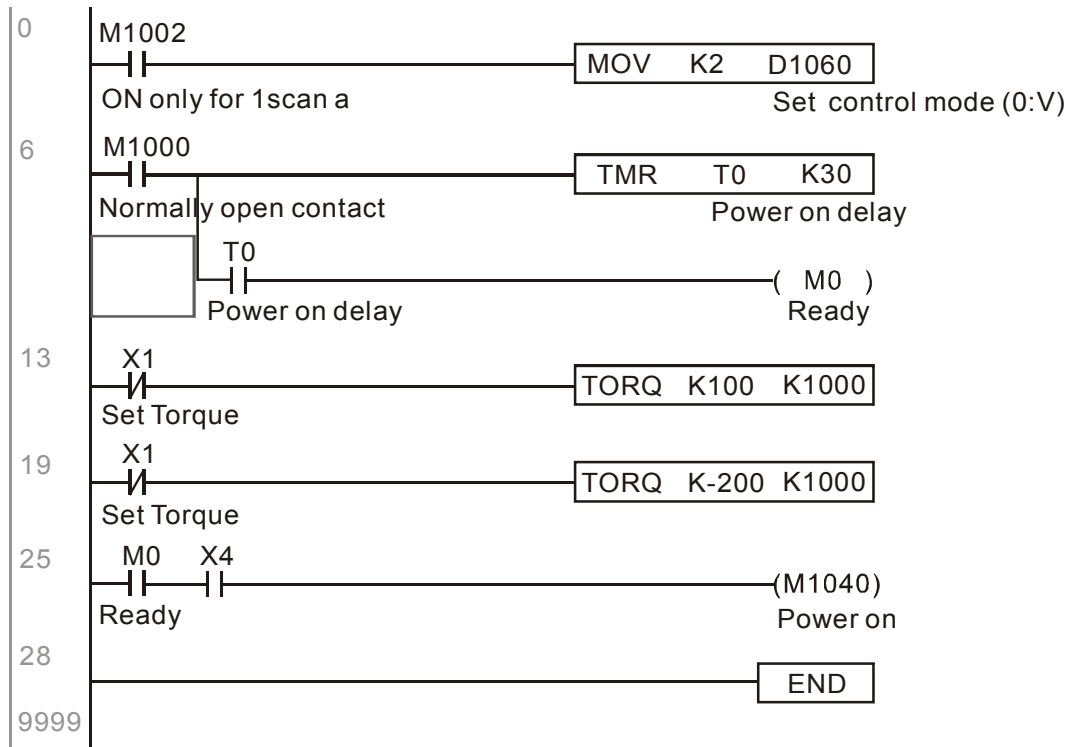 0
M1002
MOV K2 D1060
ON only for 1scan a
Set control mode (0:V)
6
M1000
TMR T0 K30
Normally open contact
Power on delay
T0
( M0 )
Power on delay
Ready
13
X1
TORQ K100 K1000
Set Torque
19
X1
TORQ K-200 K1000
Set Torque
25
M0 X4
(M1040)
Ready
Power on
28
END
9999